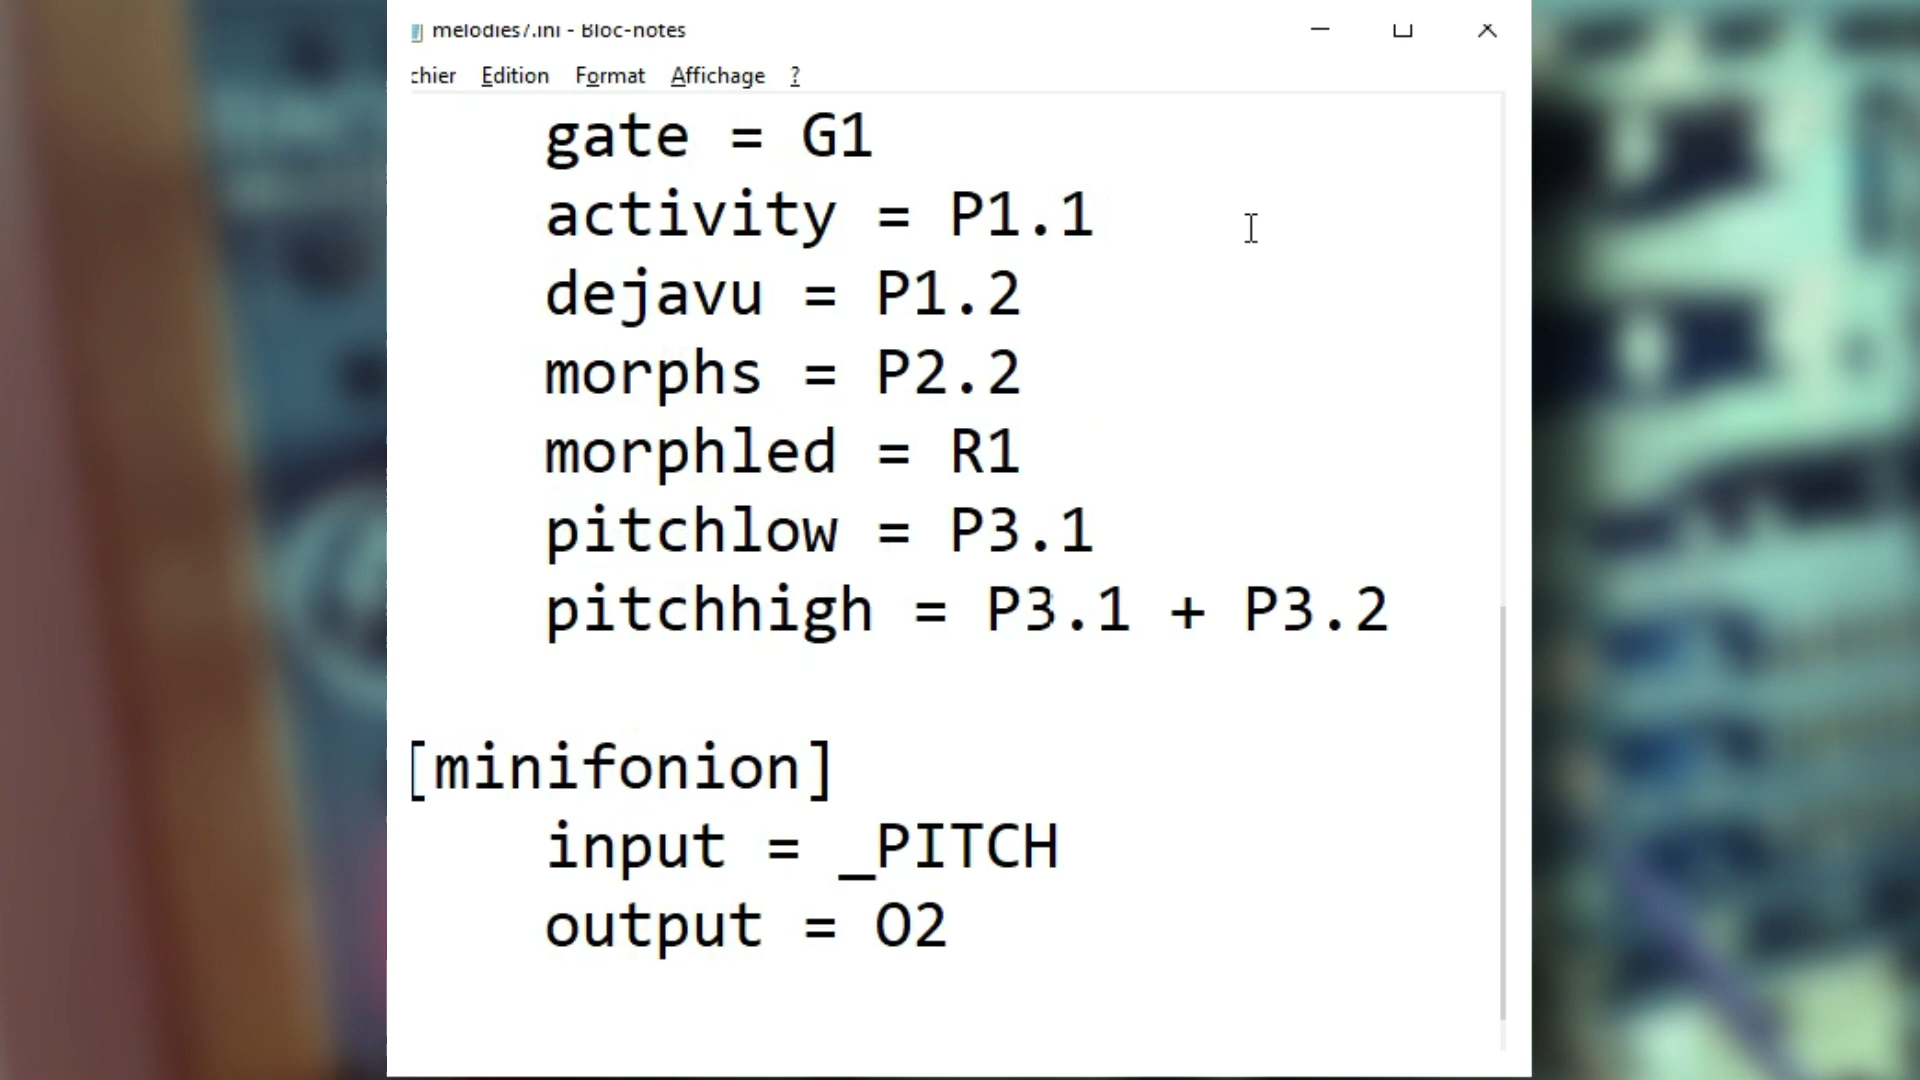 melodies7.ini - Bloc-notes
chier Edition Format Affichage ?
gate = G1
activity = P1.1
dejavu = P1.2
morphs = P2.2
morphled = R1
pitchlow = P3.1
pitchhigh = P3.1 + P3.2
[minifonion]
input = _PITCH
output = O2